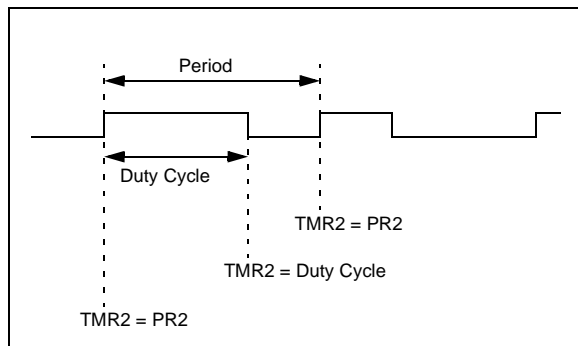 Period
Duty Cycle
TMR2 = PR2
TMR2 = Duty Cycle
TMR2 = PR2